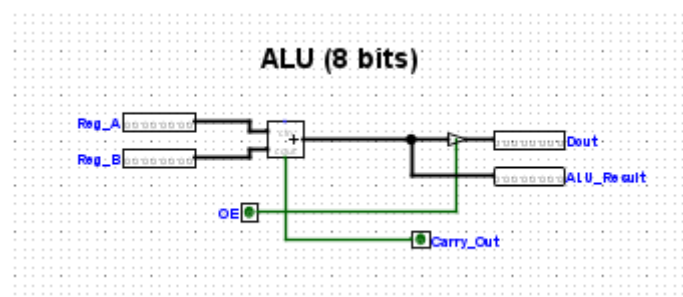 ALU (8 bits)
Reg_A
Reg_B
+
Dout
ALU_Result
OE
Carry_Out